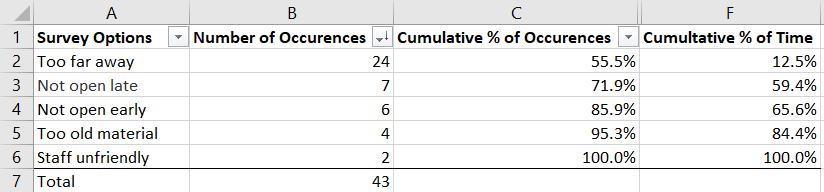 A B C F
1 Survey Options Number of Occurences Cumulative % of Occurences Cumultative % of Time
2 Too far away 24 55.5% 12.5%
3 Not open late 7 71.9% 59.4%
4 Not open early 6 85.9% 65.6%
5 Too old material 4 95.3% 84.4%
6 Staff unfriendly 2 100.0% 100.0%
7 Total 43